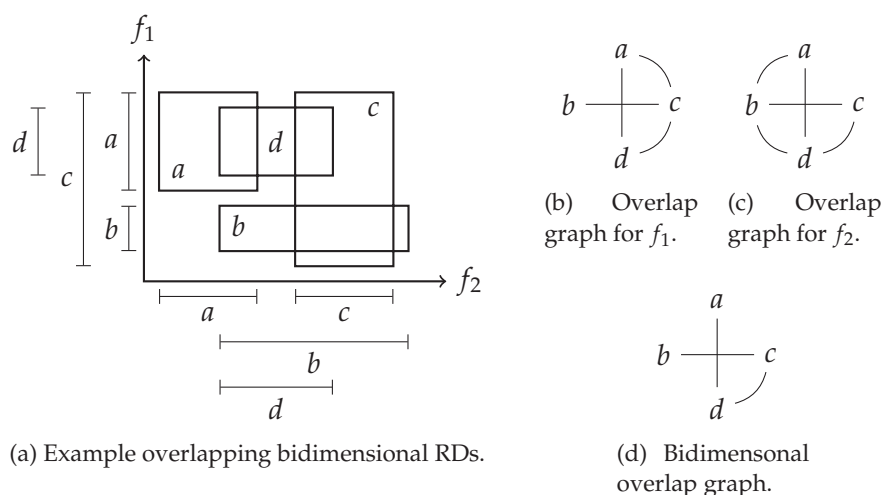 f1
a
b c
d
a
b c
d
d
c
a
b
a
d
c
b
f2
a
c
b
d
(b) Overlap
graph for f1.
(c) Overlap
graph for f2.
a
b c
d
(a) Example overlapping bidimensional RDs.
(d) Bidimensonal
overlap graph.